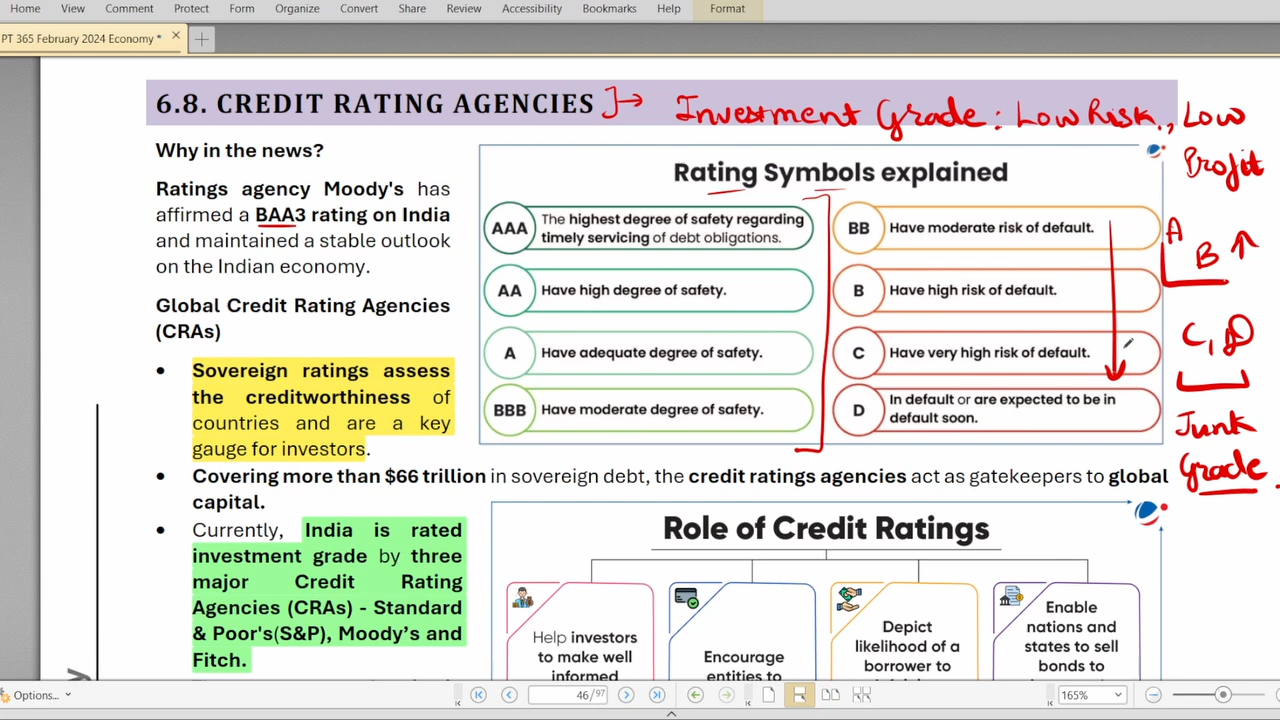 Home View Comment Protect Form Organize Convert Share Review Accessibility Bookmarks Help Format
PT 365 February 2024 Economy *
6.8. CREDIT RATING AGENCIES
Investment Grade: Low Risk, Low
Profit
Why in the news?
Ratings agency Moody's has
affirmed a BAA3 rating on India
and maintained a stable outlook
on the Indian economy.
Global Credit Rating Agencies
(CRAs)
• Sovereign ratings assess
the creditworthiness of
countries and are a key
gauge for investors.
Rating Symbols explained
AAA The highest degree of safety regarding
timely servicing of debt obligations.
AA Have high degree of safety.
A Have adequate degree of safety.
BBB Have moderate degree of safety.
BB Have moderate risk of default.
B Have high risk of default.
C Have very high risk of default.
D In default or are expected to be in
default soon.
A
B ↑
C, D
Junk
Grade
• Covering more than $66 trillion in sovereign debt, the credit ratings agencies act as gatekeepers to global
capital.
• Currently, India is rated
investment grade by three
major Credit Rating
Agencies (CRAs) - Standard
& Poor's(S&P), Moody's and
Fitch.
Role of Credit Ratings
Help investors
to make well
informed
Encourage
entities to
Depict
likelihood of a
borrower to
Enable
nations and
states to sell
bonds to
Options...
46 / 97
165%